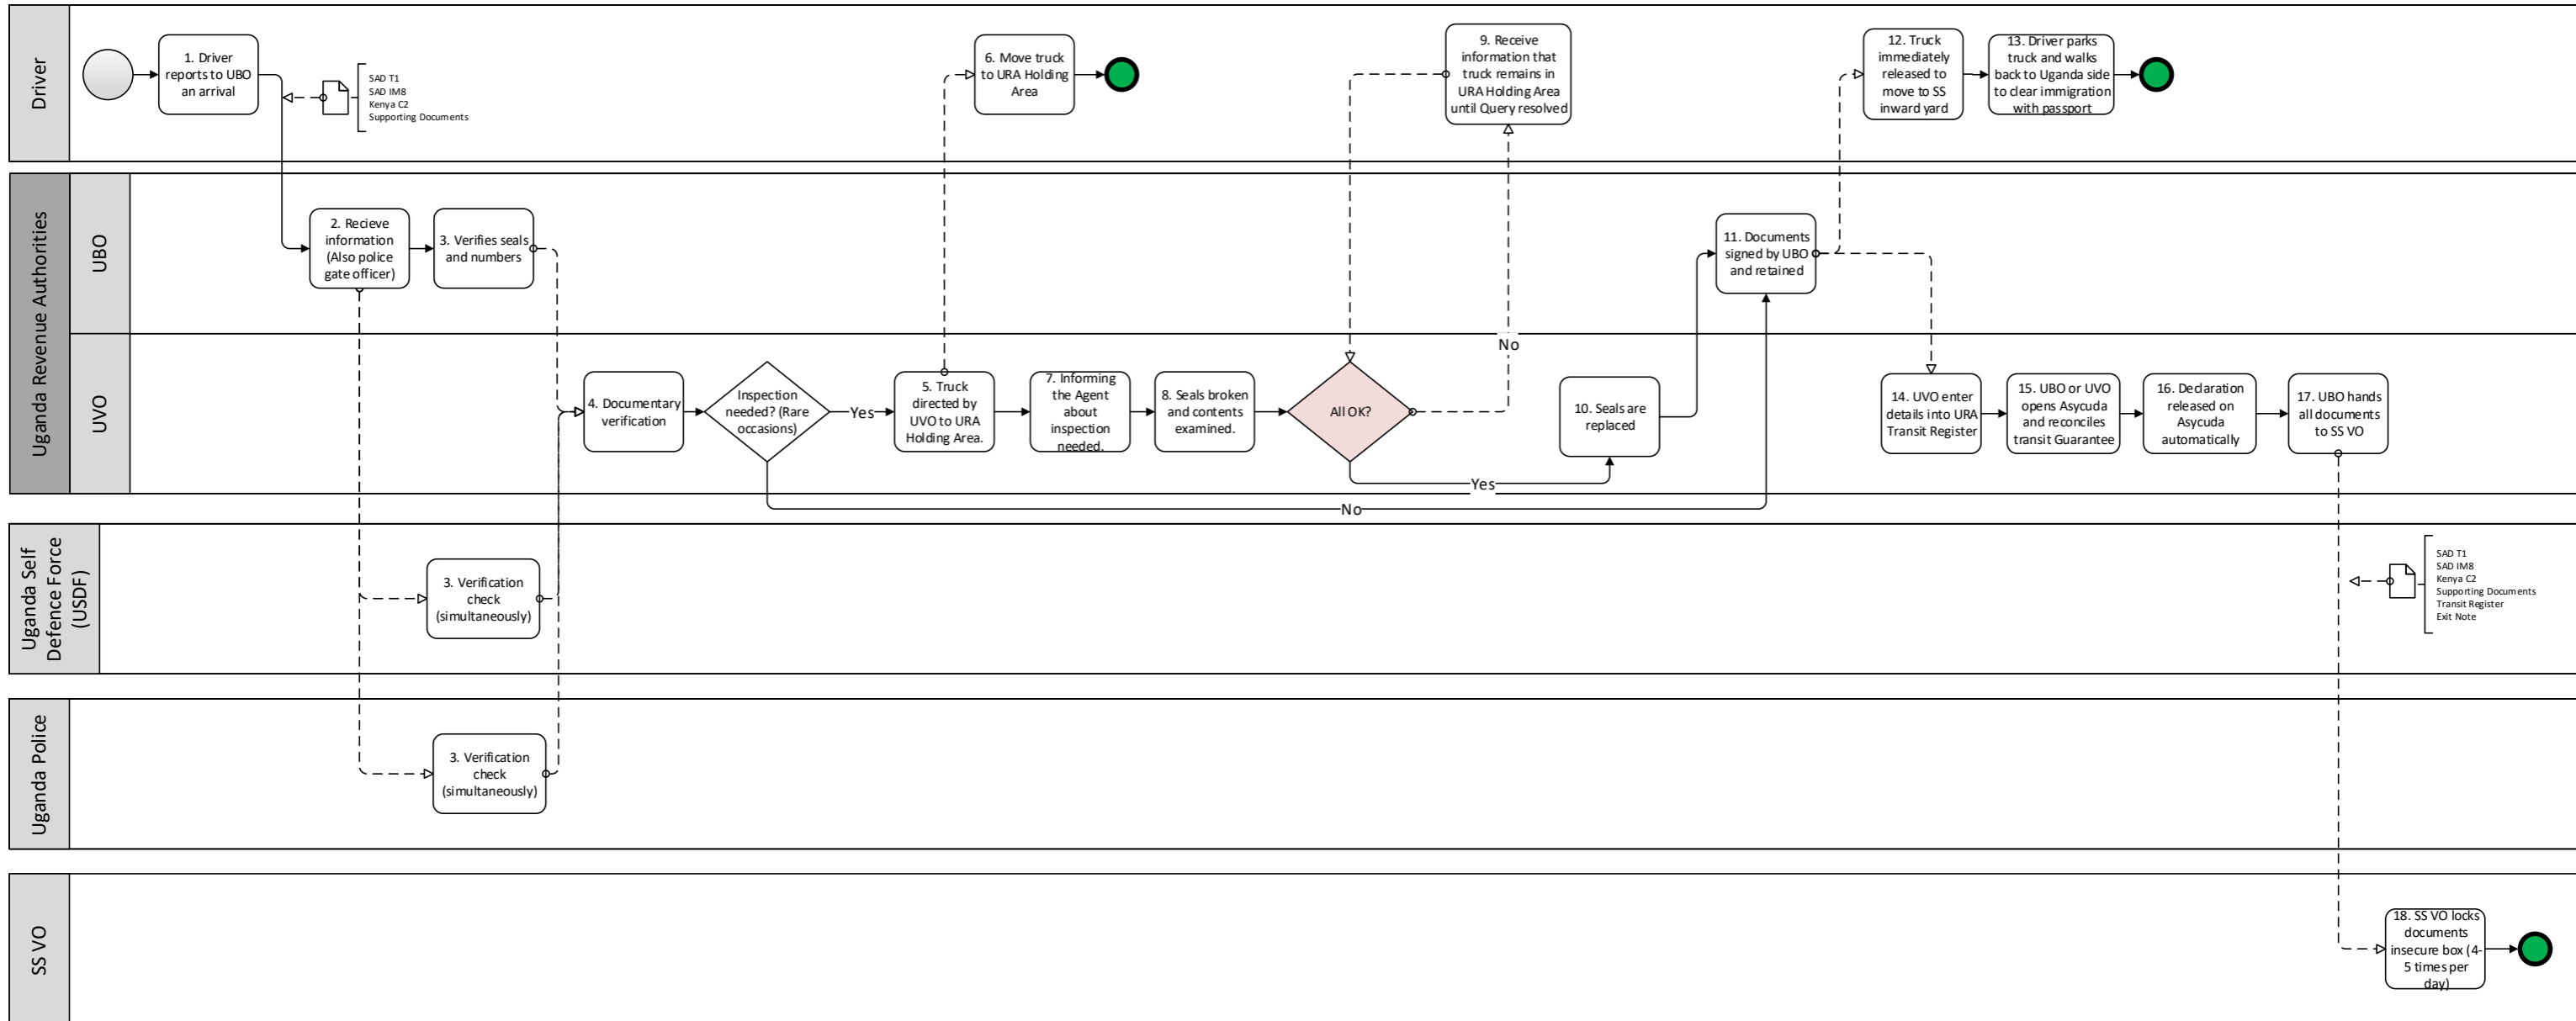 Driver
1. Driver
reports to UBO
an arrival
SAD T1
SAD IM8
Kenya C2
Supporting Documents
6. Move truck
to URA Holding
Area
9. Receive
information that
truck remains in
URA Holding Area
until Query resolved
12. Truck
immediately
released to
move to SS
inward yard
13. Driver parks
truck and walks
back to Uganda side
to clear immigration
with passport
Uganda Revenue Authorities
UBO
2. Recieve
information
(Also police
gate officer)
3. Verifies seals
and numbers
11. Documents
signed by UBO
and retained
UVO
4. Documentary
verification
Inspection
needed? (Rare
occasions)
Yes
5. Truck
directed by
UVO to URA
Holding Area.
7. Informing
the Agent
about
inspection
needed.
8. Seals broken
and contents
examined.
All OK?
No
Yes
10. Seals are
replaced
No
14. UVO enter
details into URA
Transit Register
15. UBO or UVO
opens Asycuda
and reconciles
transit Guarantee
16. Declaration
released on
Asycuda
automatically
17. UBO hands
all documents
to SS VO
Uganda Self
Defence Force
(USDF)
3. Verification
check
(simultaneously)
SAD T1
SAD IM8
Kenya C2
Supporting Documents
Transit Register
Exit Note
Uganda Police
3. Verification
check
(simultaneously)
SS VO
18. SS VO locks
documents
insecure box (4-
5 times per
day)